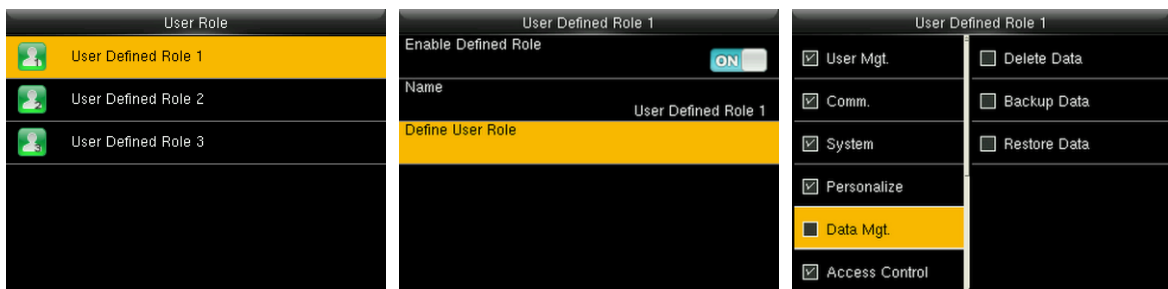 User Role
User Defined Role 1
User Defined Role 2
User Defined Role 3
User Defined Role 1
Enable Defined Role
ON
Name
User Defined Role 1
Define User Role
User Defined Role 1
User Mgt.
Comm.
System
Personalize
Data Mgt.
Access Control
Delete Data
Backup Data
Restore Data